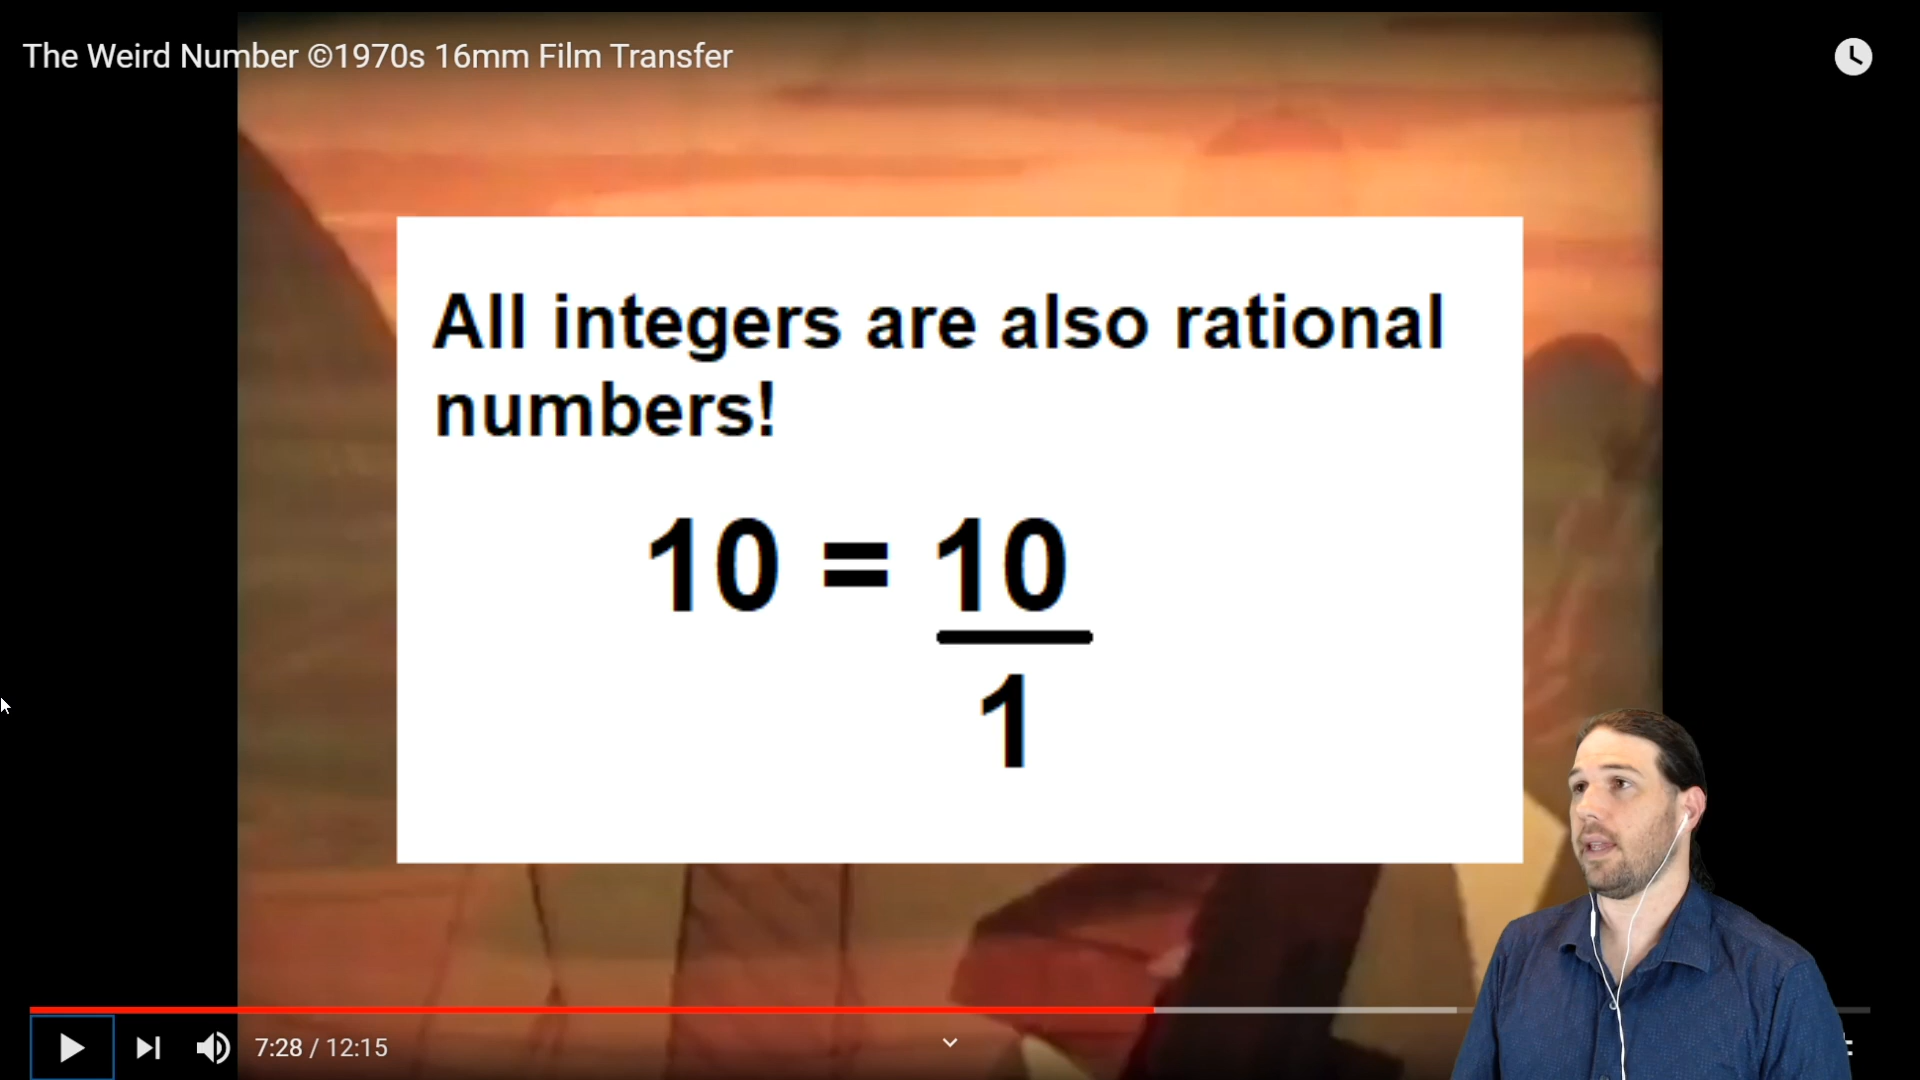 The Weird Number ©1970s 16mm Film Transfer
All integers are also rational
numbers!
10 = 10
1
7:28 / 12:15